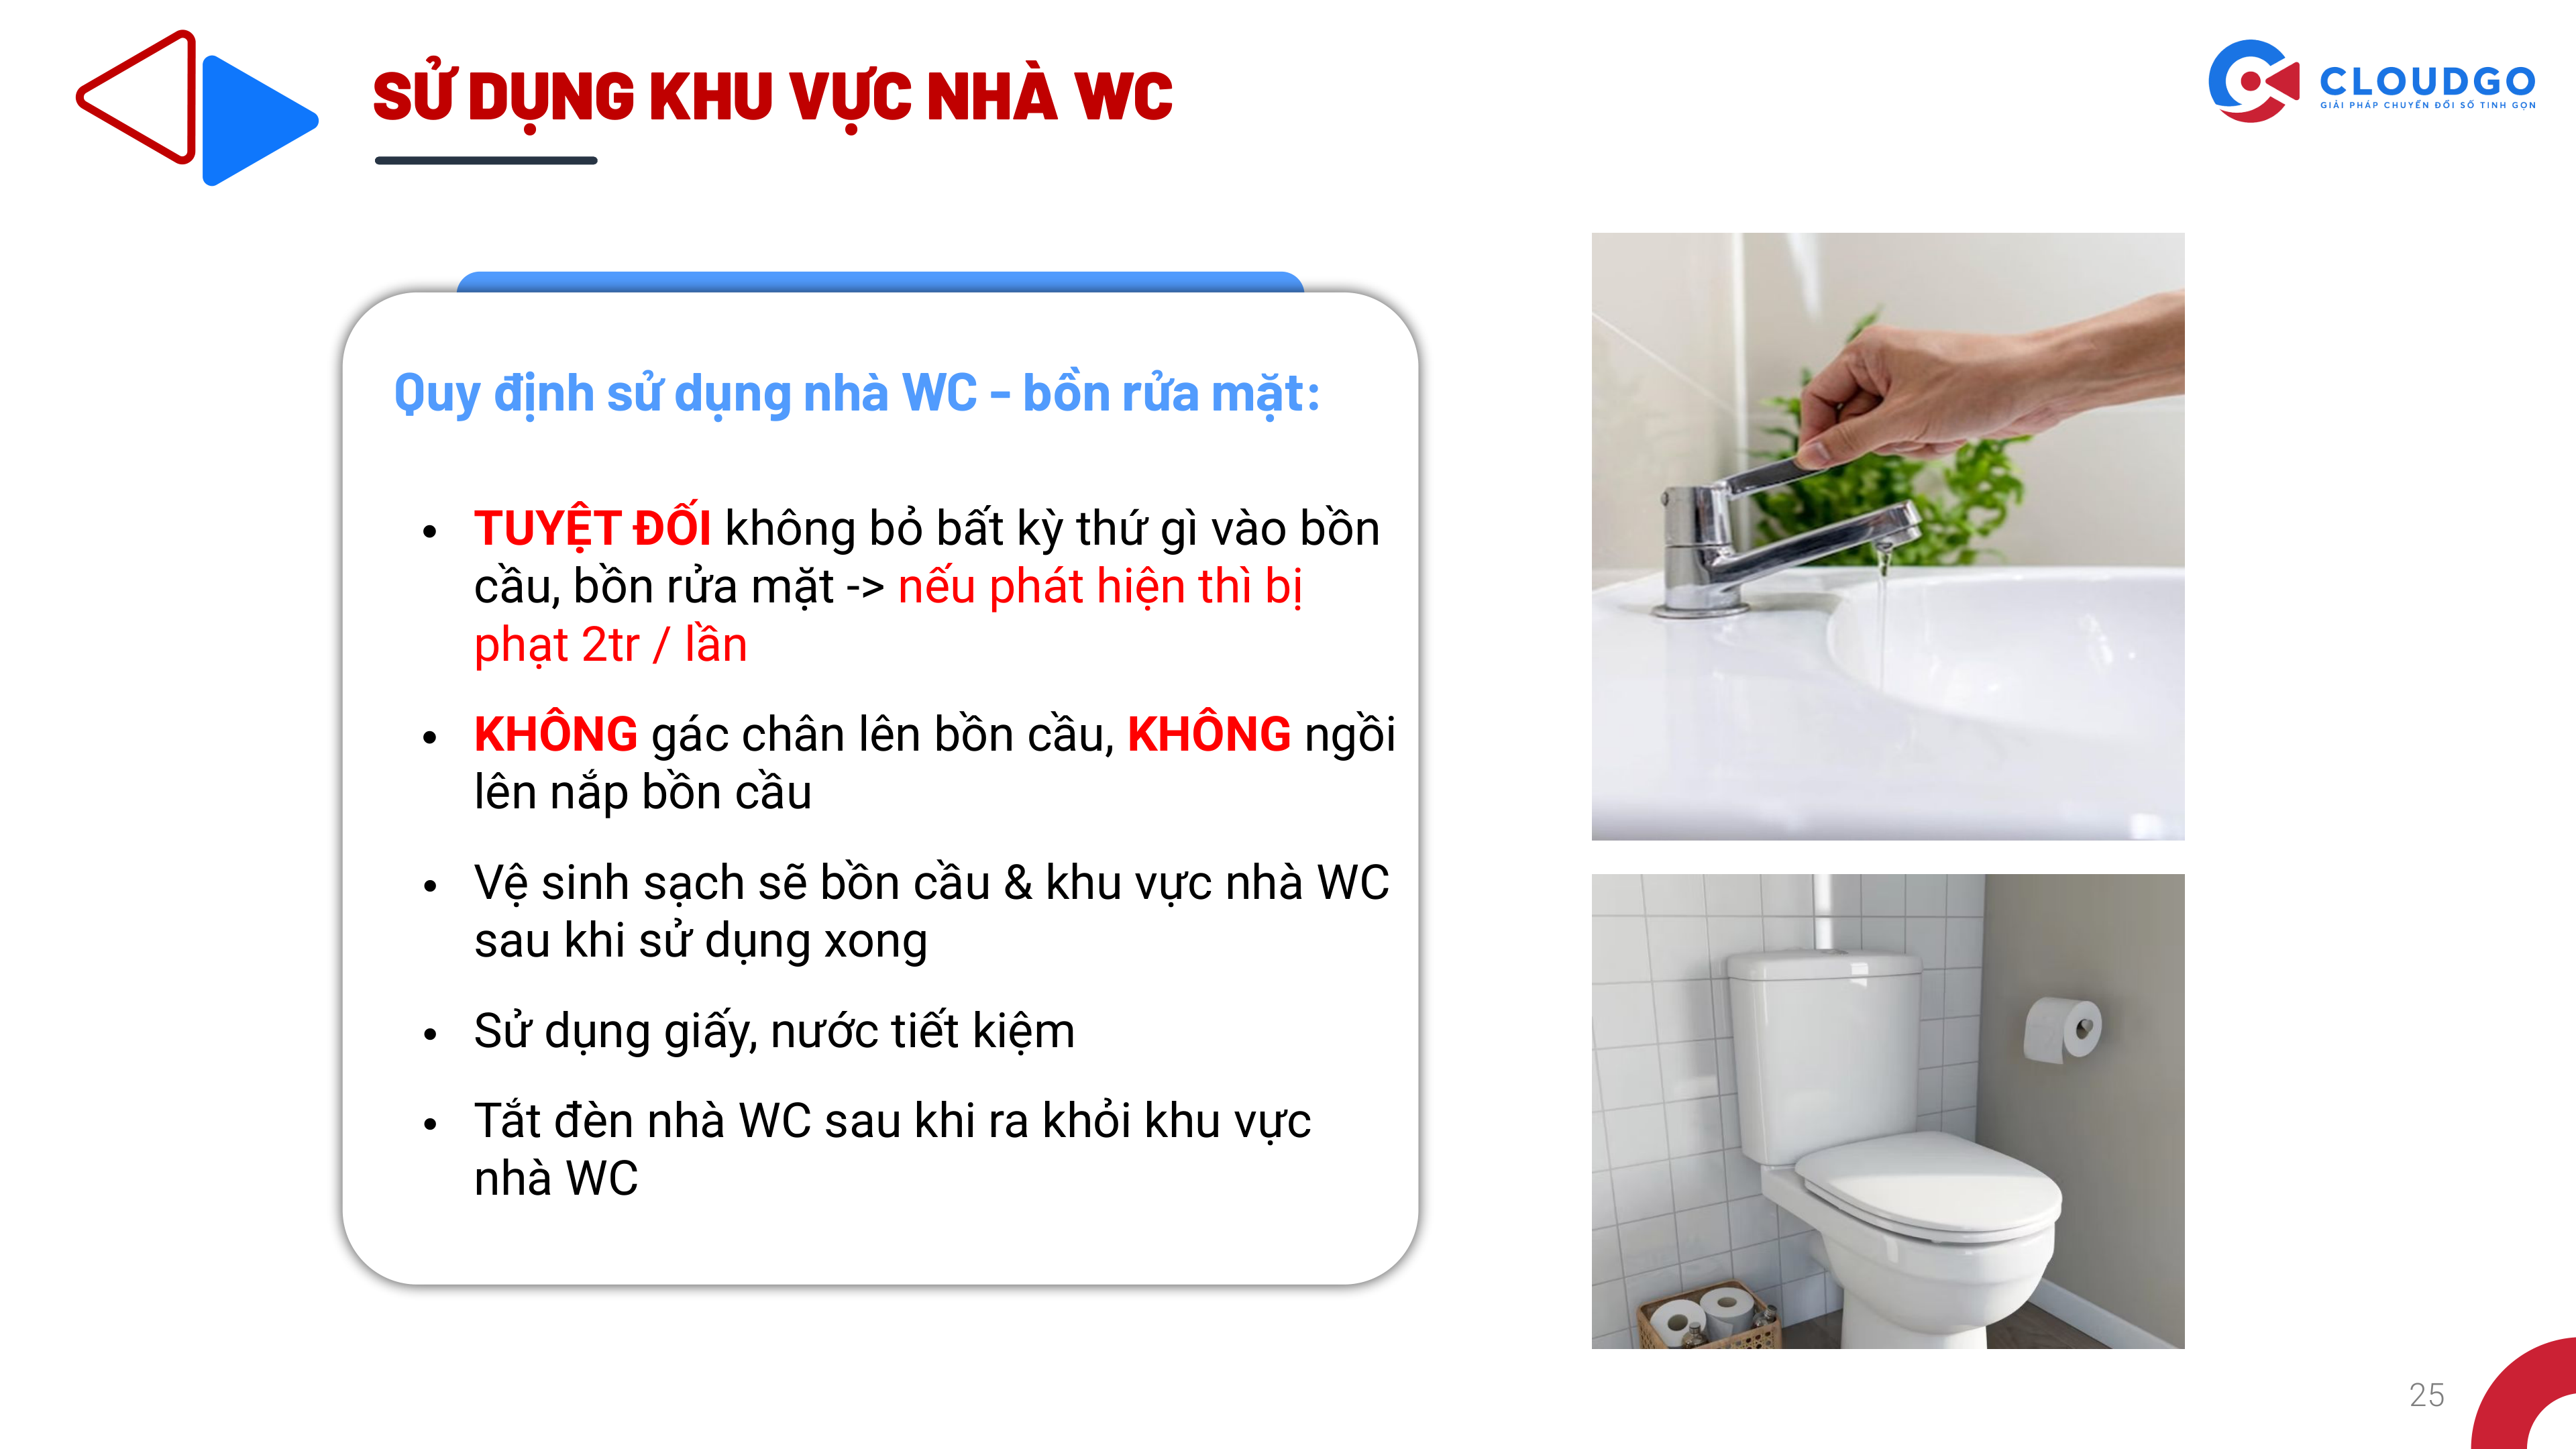 SỬ DỤNG KHU VỰC NHÀ WC
CLOUDGO
GIẢI PHÁP CHUYỂN ĐỔI SỐ TINH GỌN
Quy định sử dụng nhà WC - bồn rửa mặt:
• TUYỆT ĐỐI không bỏ bất kỳ thứ gì vào bồn
cầu, bồn rửa mặt -> nếu phát hiện thì bị
phạt 2tr / lần
• KHÔNG gác chân lên bồn cầu, KHÔNG ngồi
lên nắp bồn cầu
• Vệ sinh sạch sẽ bồn cầu & khu vực nhà WC
sau khi sử dụng xong
• Sử dụng giấy, nước tiết kiệm
• Tắt đèn nhà WC sau khi ra khỏi khu vực
nhà WC
25